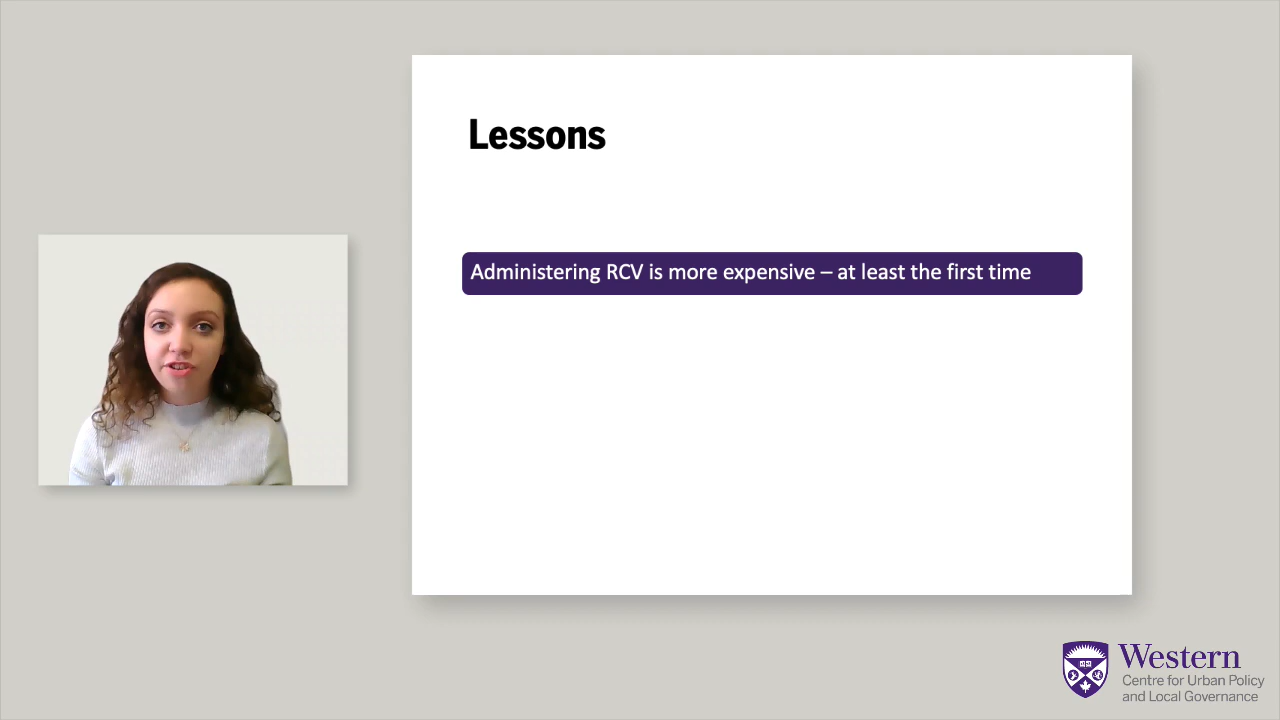 Lessons
Administering RCV is more expensive – at least the first time
Western
Centre for Urban Policy
and Local Governance